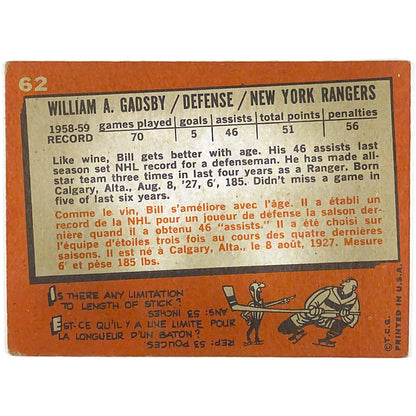 62
WILLIAM A. GADSBY / DEFENSE / NEW YORK RANGERS
1958-59 games played goals assists total points penalties
RECORD 70 5 46 51 56
Like wine, Bill gets better with age. His 46 assists last
season set NHL record for a defenseman. He has made all-
star team three times in last four years as a Ranger. Born
Calgary, Alta., Aug. 8, '27, 6', 185. Didn't miss a game in
five of last six years.
Comme le vin, Bill s'améliore avec l'âge. Il a établi un
record de la NHL pour un joueur de défense la saison der-
nière quand il a obtenu 46 "assists." Il a été choisi sur
l'équipe d'étoiles trois fois au cours des quatre dernières
saisons. Il est né à Calgary, Alta., le 8 août, 1927. Mesure
6' et pèse 185 lbs.
IS THERE ANY LIMITATION
TO LENGTH OF STICK?
ANS: 53 INCHES
EST-CE QU'IL Y A UNE LIMITE POUR
LA LONGUEUR D'UN BATON?
REP: 53 POUCES
©T.C.G.
PRINTED IN U.S.A.